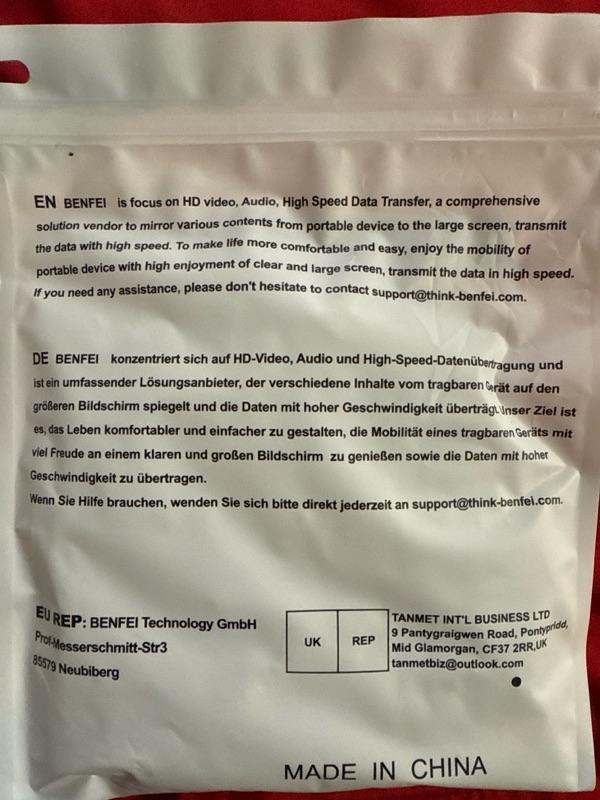 EN BENFEI is focus on HD video, Audio, High Speed Data Transfer, a comprehensive
solution vendor to mirror various contents from portable device to the large screen, transmit
the data with high speed. To make life more comfortable and easy, enjoy the mobility of
portable device with high enjoyment of clear and large screen, transmit the data in high speed.
If you need any assistance, please don't hesitate to contact support@think-benfei.com.
DE BENFEI konzentriert sich auf HD-Video, Audio und High-Speed-Datenübertragung und
ist ein umfassender Lösungsanbieter, der verschiedene Inhalte vom tragbaren Gerät auf den
größeren Bildschirm spiegelt und die Daten mit hoher Geschwindigkeit überträgt. Unser Ziel ist
es, das Leben komfortabler und einfacher zu gestalten, die Mobilität eines tragbaren Geräts mit
viel Freude an einem klaren und großen Bildschirm zu genießen sowie die Daten mit hoher
Geschwindigkeit zu übertragen.
Wenn Sie Hilfe brauchen, wenden Sie sich bitte direkt jederzeit an support@think-benfei.com.
EU REP: BENFEI Technology GmbH
Prof-Messerschmitt-Str3
85579 Neubiberg
UK REP
TANMET INT'L BUSINESS LTD
9 Pantygraigwen Road, Pontypridd,
Mid Glamorgan, CF37 2RR,UK
tanmetbiz@outlook.com
MADE IN CHINA